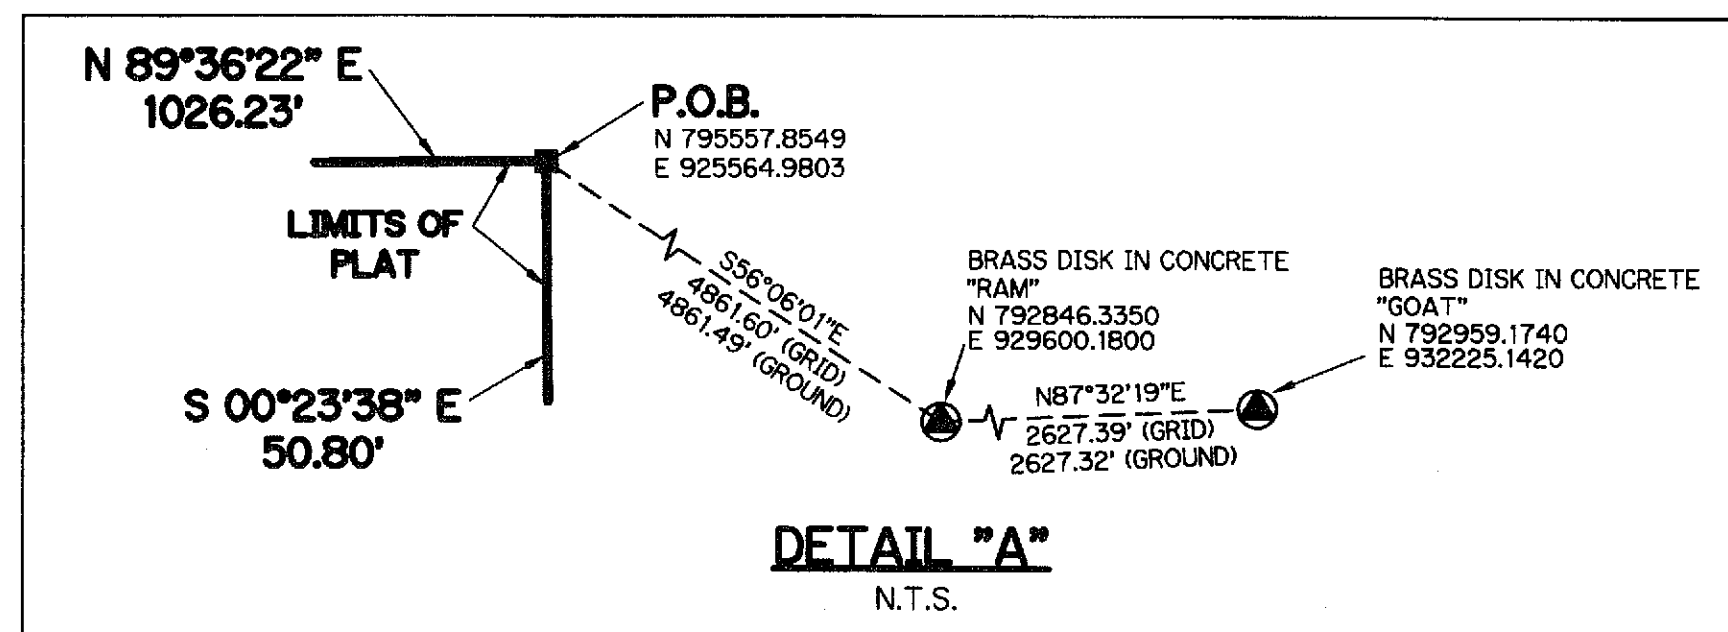 N 89°36'22" E
1026.23'
P.O.B.
N 795557.8549
E 925564.9803
LIMITS OF
PLAT
S 00°23'38" E
50.80'
S56°06'01"E
4861.60' (GRID)
4861.49' (GROUND)
BRASS DISK IN CONCRETE
"RAM"
N 792846.3350
E 929600.1800
BRASS DISK IN CONCRETE
"GOAT"
N 792959.1740
E 932225.1420
N87°32'19"E
2627.39' (GRID)
2627.32' (GROUND)
DETAIL "A"
N.T.S.